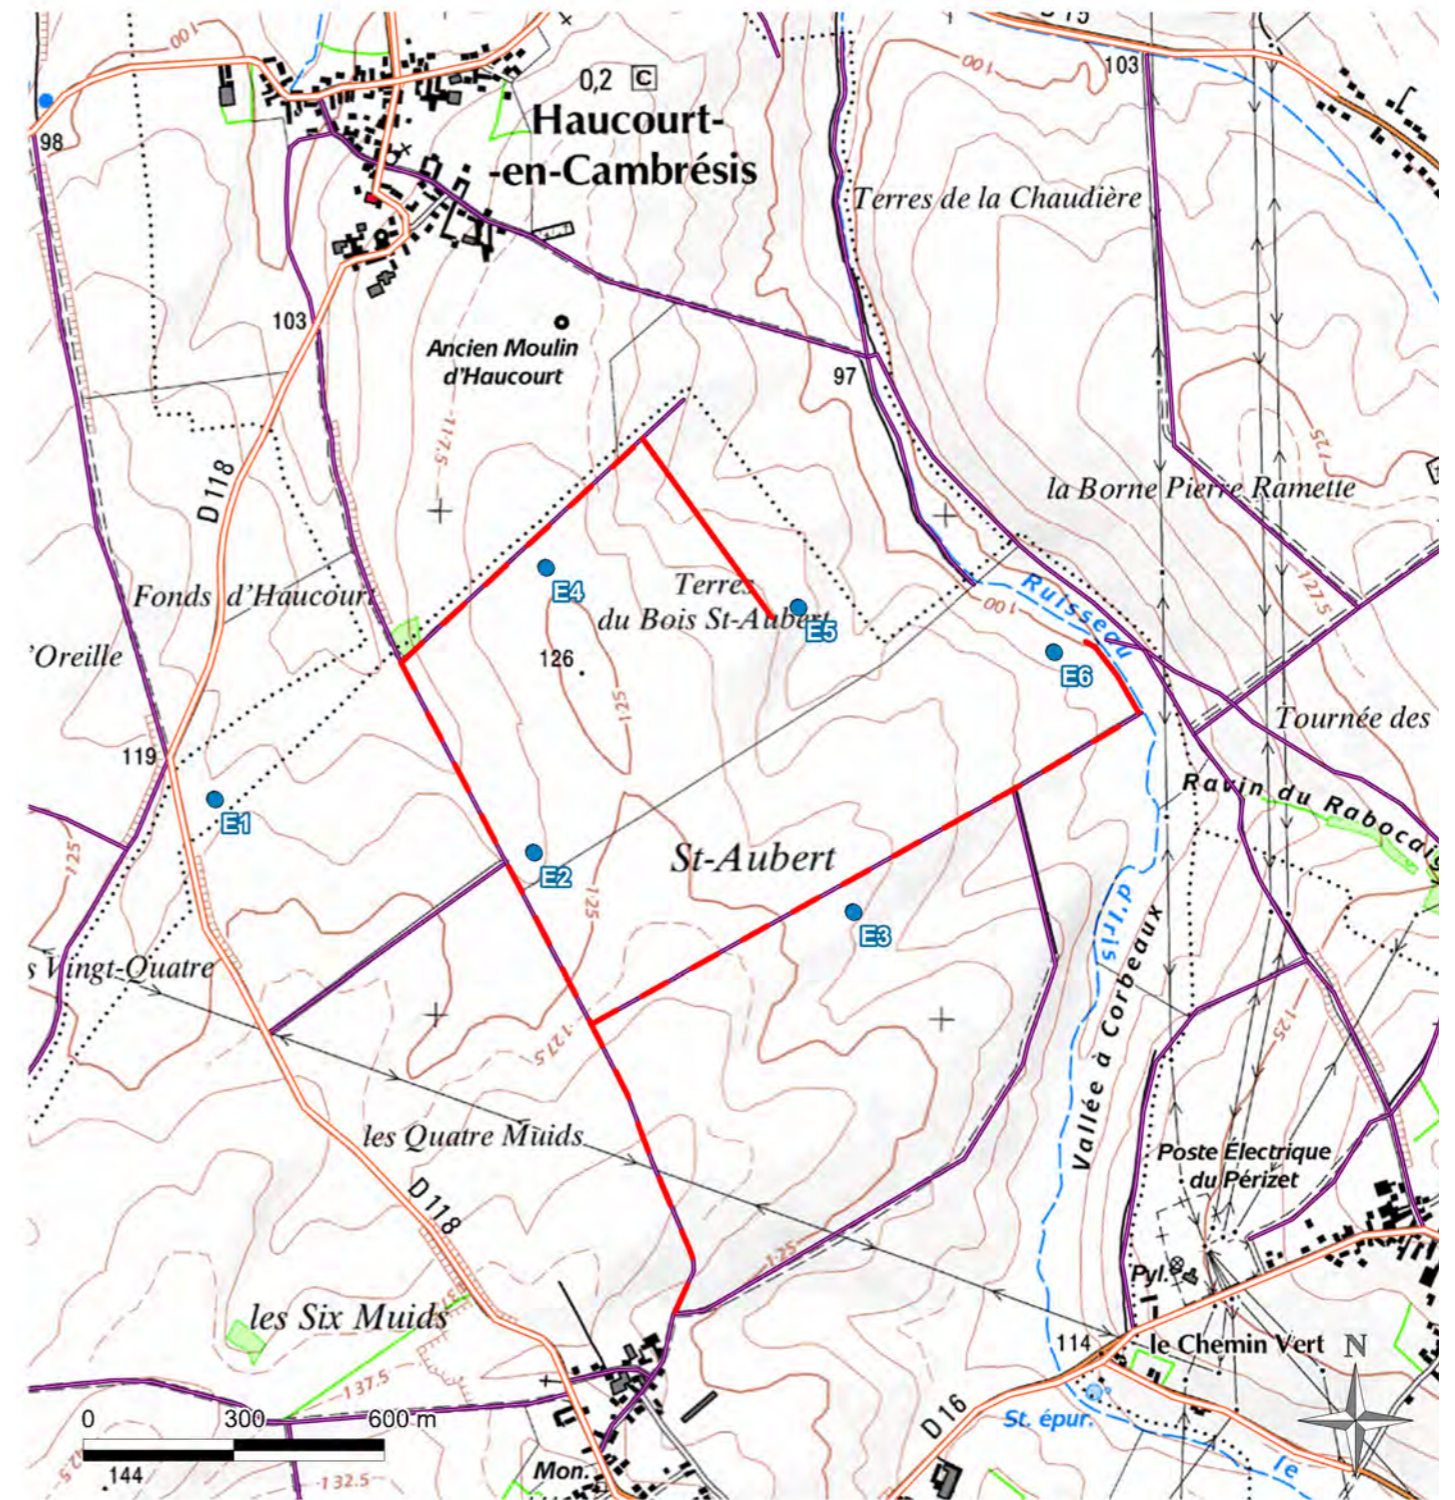 100
0,2 C
103
Haucourt-
-en-Cambrésis
98
Terres de la Chaudière
103
Ancien Moulin
d'Haucourt
97
100
117.5
125
D 118
la Borne Pierre Ramette
Fonds d'Haucourt
E4
Terres
du Bois St-Aubert
E5
100
Ruisseau
127.5
'Oreille
126
E6
125
119
Tournée des
E1
Ravin du Rabocaig
125
St-Aubert
E2
125
E3
d'Iris
s Vingt-Quatre
127.5
Vallée à Corbeaux
125
les Quatre Muids
Poste Électrique
du Périzet
D 118
125
Pyl.
les Six Muids
114
le Chemin Vert
N
137.5
0 300 600 m
D 16
St. épur.
144
132.5
Mon.
le